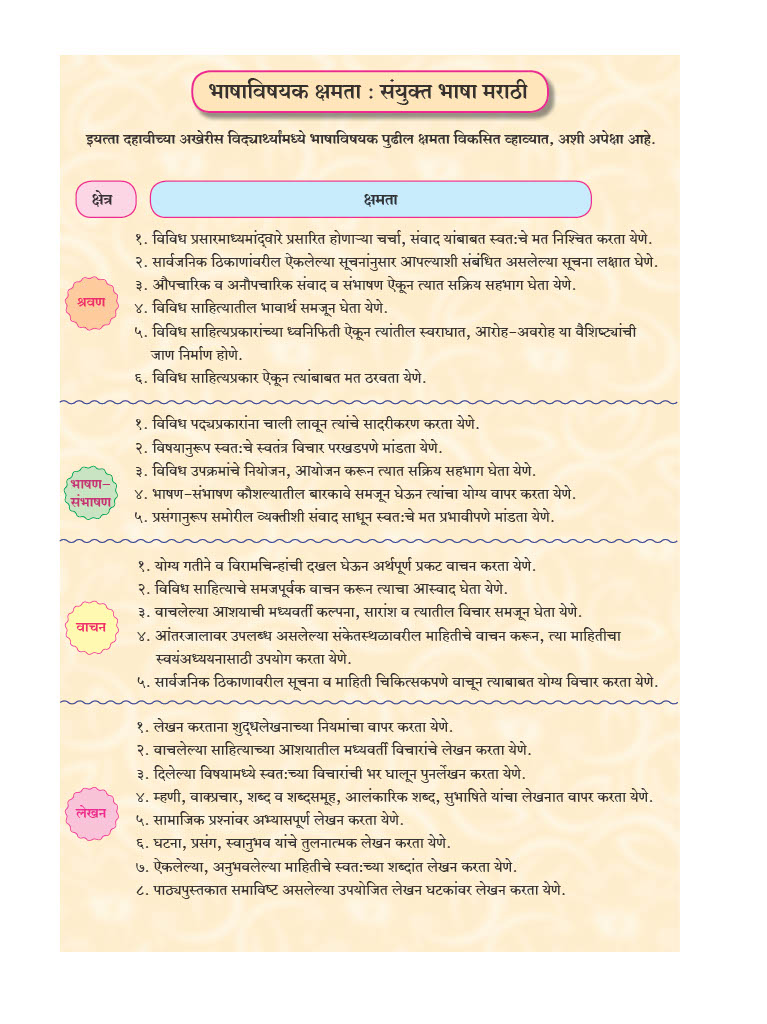 भाषाविषयक क्षमता : संयुक्त भाषा मराठी
इयत्ता दहावीच्या अखेरीस विद्यार्थ्यांमध्ये भाषाविषयक पुढील क्षमता विकसित व्हाव्यात, अशी अपेक्षा आहे.
क्षेत्र
क्षमता
श्रवण
१. विविध प्रसारमाध्यमांद्‌वारे प्रसारित होणाऱ्या चर्चा, संवाद यांबाबत स्वत:चे मत निश्चित करता येणे.
२. सार्वजनिक ठिकाणांवरील ऐकलेल्या सूचनांनुसार आपल्याशी संबंधित असलेल्या सूचना लक्षात घेणे.
३. औपचारिक व अनौपचारिक संवाद व संभाषण ऐकून त्यात सक्रिय सहभाग घेता येणे.
४. विविध साहित्यातील भावार्थ समजून घेता येणे.
५. विविध साहित्यप्रकारांच्या ध्वनिफिती ऐकून त्यांतील स्वराघात, आरोह-अवरोह या वैशिष्ट्यांची
जाण निर्माण होणे.
६. विविध साहित्यप्रकार ऐकून त्यांबाबत मत ठरवता येणे.
भाषण-
संभाषण
१. विविध पद्यप्रकारांना चाली लावून त्यांचे सादरीकरण करता येणे.
२. विषयानुरूप स्वत:चे स्वतंत्र विचार परखडपणे मांडता येणे.
३. विविध उपक्रमांचे नियोजन, आयोजन करून त्यात सक्रिय सहभाग घेता येणे.
४. भाषण-संभाषण कौशल्यातील बारकावे समजून घेऊन त्यांचा योग्य वापर करता येणे.
५. प्रसंगानुरूप समोरील व्यक्तीशी संवाद साधून स्वत:चे मत प्रभावीपणे मांडता येणे.
वाचन
१. योग्य गतीने व विरामचिन्हांची दखल घेऊन अर्थपूर्ण प्रकट वाचन करता येणे.
२. विविध साहित्याचे समजपूर्वक वाचन करून त्याचा आस्वाद घेता येणे.
३. वाचलेल्या आशयाची मध्यवर्ती कल्पना, सारांश व त्यातील विचार समजून घेता येणे.
४. आंतरजालावर उपलब्ध असलेल्या संकेतस्थळावरील माहितीचे वाचन करून, त्या माहितीचा
स्वयंअध्ययनासाठी उपयोग करता येणे.
५. सार्वजनिक ठिकाणावरील सूचना व माहिती चिकित्सकपणे वाचून त्याबाबत योग्य विचार करता येणे.
लेखन
१. लेखन करताना शुद्धलेखनाच्या नियमांचा वापर करता येणे.
२. वाचलेल्या साहित्याच्या आशयातील मध्यवर्ती विचारांचे लेखन करता येणे.
३. दिलेल्या विषयामध्ये स्वत:च्या विचारांची भर घालून पुनर्लेखन करता येणे.
४. म्हणी, वाक्प्रचार, शब्द व शब्दसमूह, आलंकारिक शब्द, सुभाषिते यांचा लेखनात वापर करता येणे.
५. सामाजिक प्रश्नांवर अभ्यासपूर्ण लेखन करता येणे.
६. घटना, प्रसंग, स्वानुभव यांचे तुलनात्मक लेखन करता येणे.
७. ऐकलेल्या, अनुभवलेल्या माहितीचे स्वत:च्या शब्दांत लेखन करता येणे.
८. पाठ्यपुस्तकात समाविष्ट असलेल्या उपयोजित लेखन घटकांवर लेखन करता येणे.